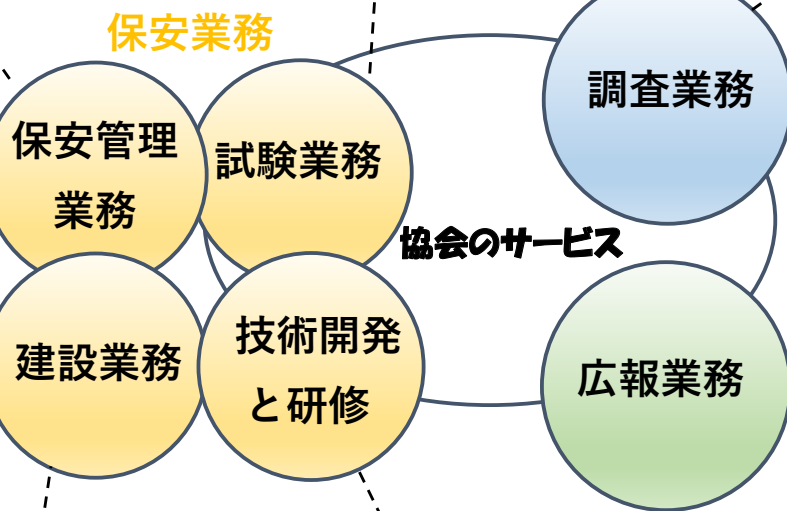 保安業務
保安管理
業務
試験業務
調査業務
協会のサービス
建設業務
技術開発
と研修
広報業務